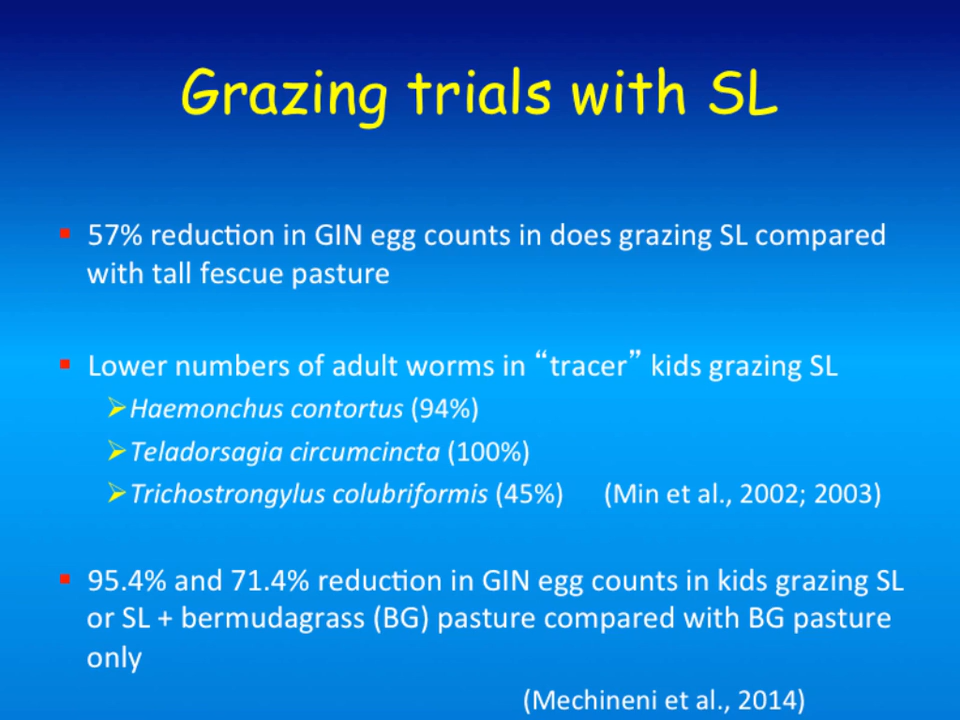 Grazing trials with SL
▪ 57% reduction in GIN egg counts in does grazing SL compared
with tall fescue pasture
▪ Lower numbers of adult worms in “tracer” kids grazing SL
➢Haemonchus contortus (94%)
➢Teladorsagia circumcincta (100%)
➢Trichostrongylus colubriformis (45%) (Min et al., 2002; 2003)
▪ 95.4% and 71.4% reduction in GIN egg counts in kids grazing SL
or SL + bermudagrass (BG) pasture compared with BG pasture
only
(Mechineni et al., 2014)